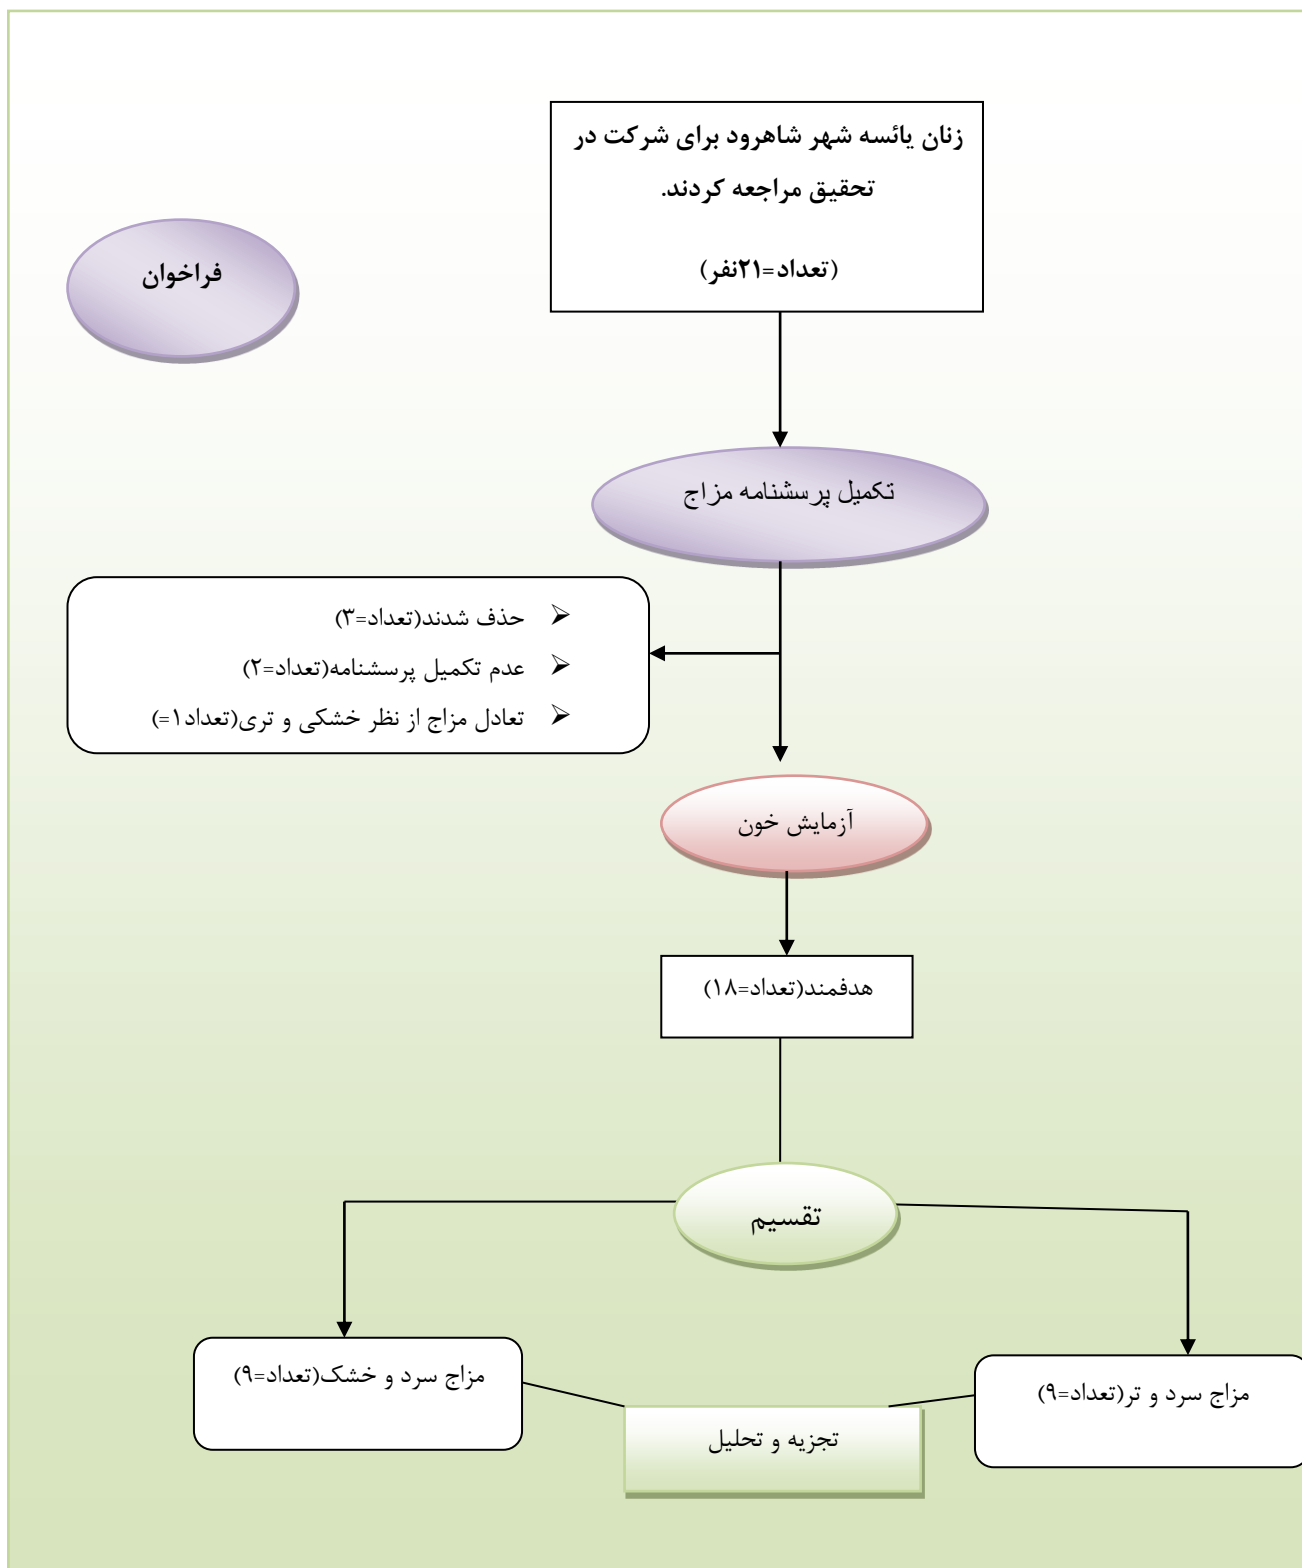 زنان یائسه شهر شاهرود برای شرکت در
تحقیق مراجعه کردند.
(تعداد=۲۱نفر)
فراخوان
تکمیل پرسشنامه مزاج
حذف شدند(تعداد=۳)
عدم تکمیل پرسشنامه(تعداد=۲)
تعادل مزاج از نظر خشکی و تری(تعداد۱=)
آزمایش خون
هدفمند(تعداد=۱۸)
تقسیم
مزاج سرد و تر(تعداد=۹)
مزاج سرد و خشک(تعداد=۹)
تجزیه و تحلیل